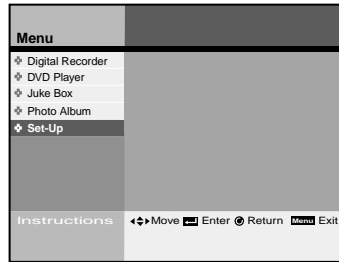 Menu
Digital Recorder
DVD Player
Juke Box
Photo Album
Set-Up
Instructions
Move Enter Return Menu Exit